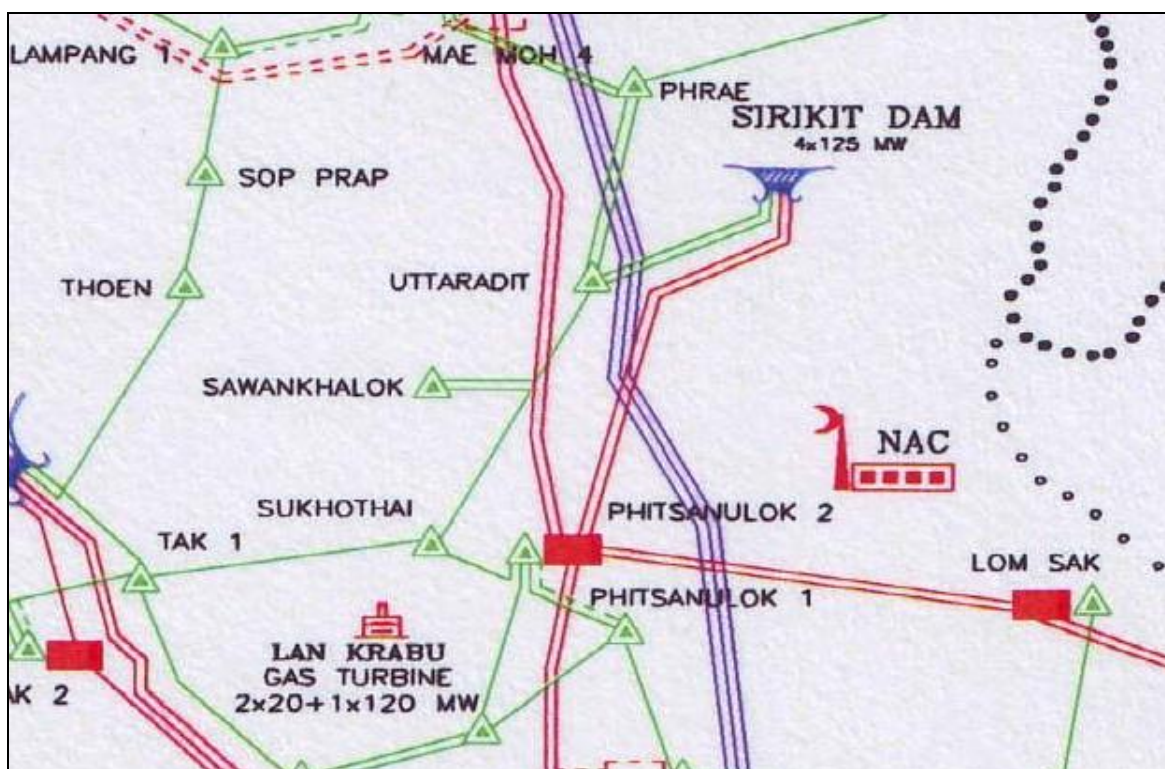 LAMPANG 1
MAE MOH 4
PHRAE
SIRIKIT DAM
4x125 MW
SOP PRAP
THOEN
UTTARADIT
SAWANKHALOK
NAC
SUKHOTHAI
PHITSANULOK 2
TAK 1
LOM SAK
PHITSANULOK 1
LAN KRABU
GAS TURBINE
2x20+1x120 MW
AK 2